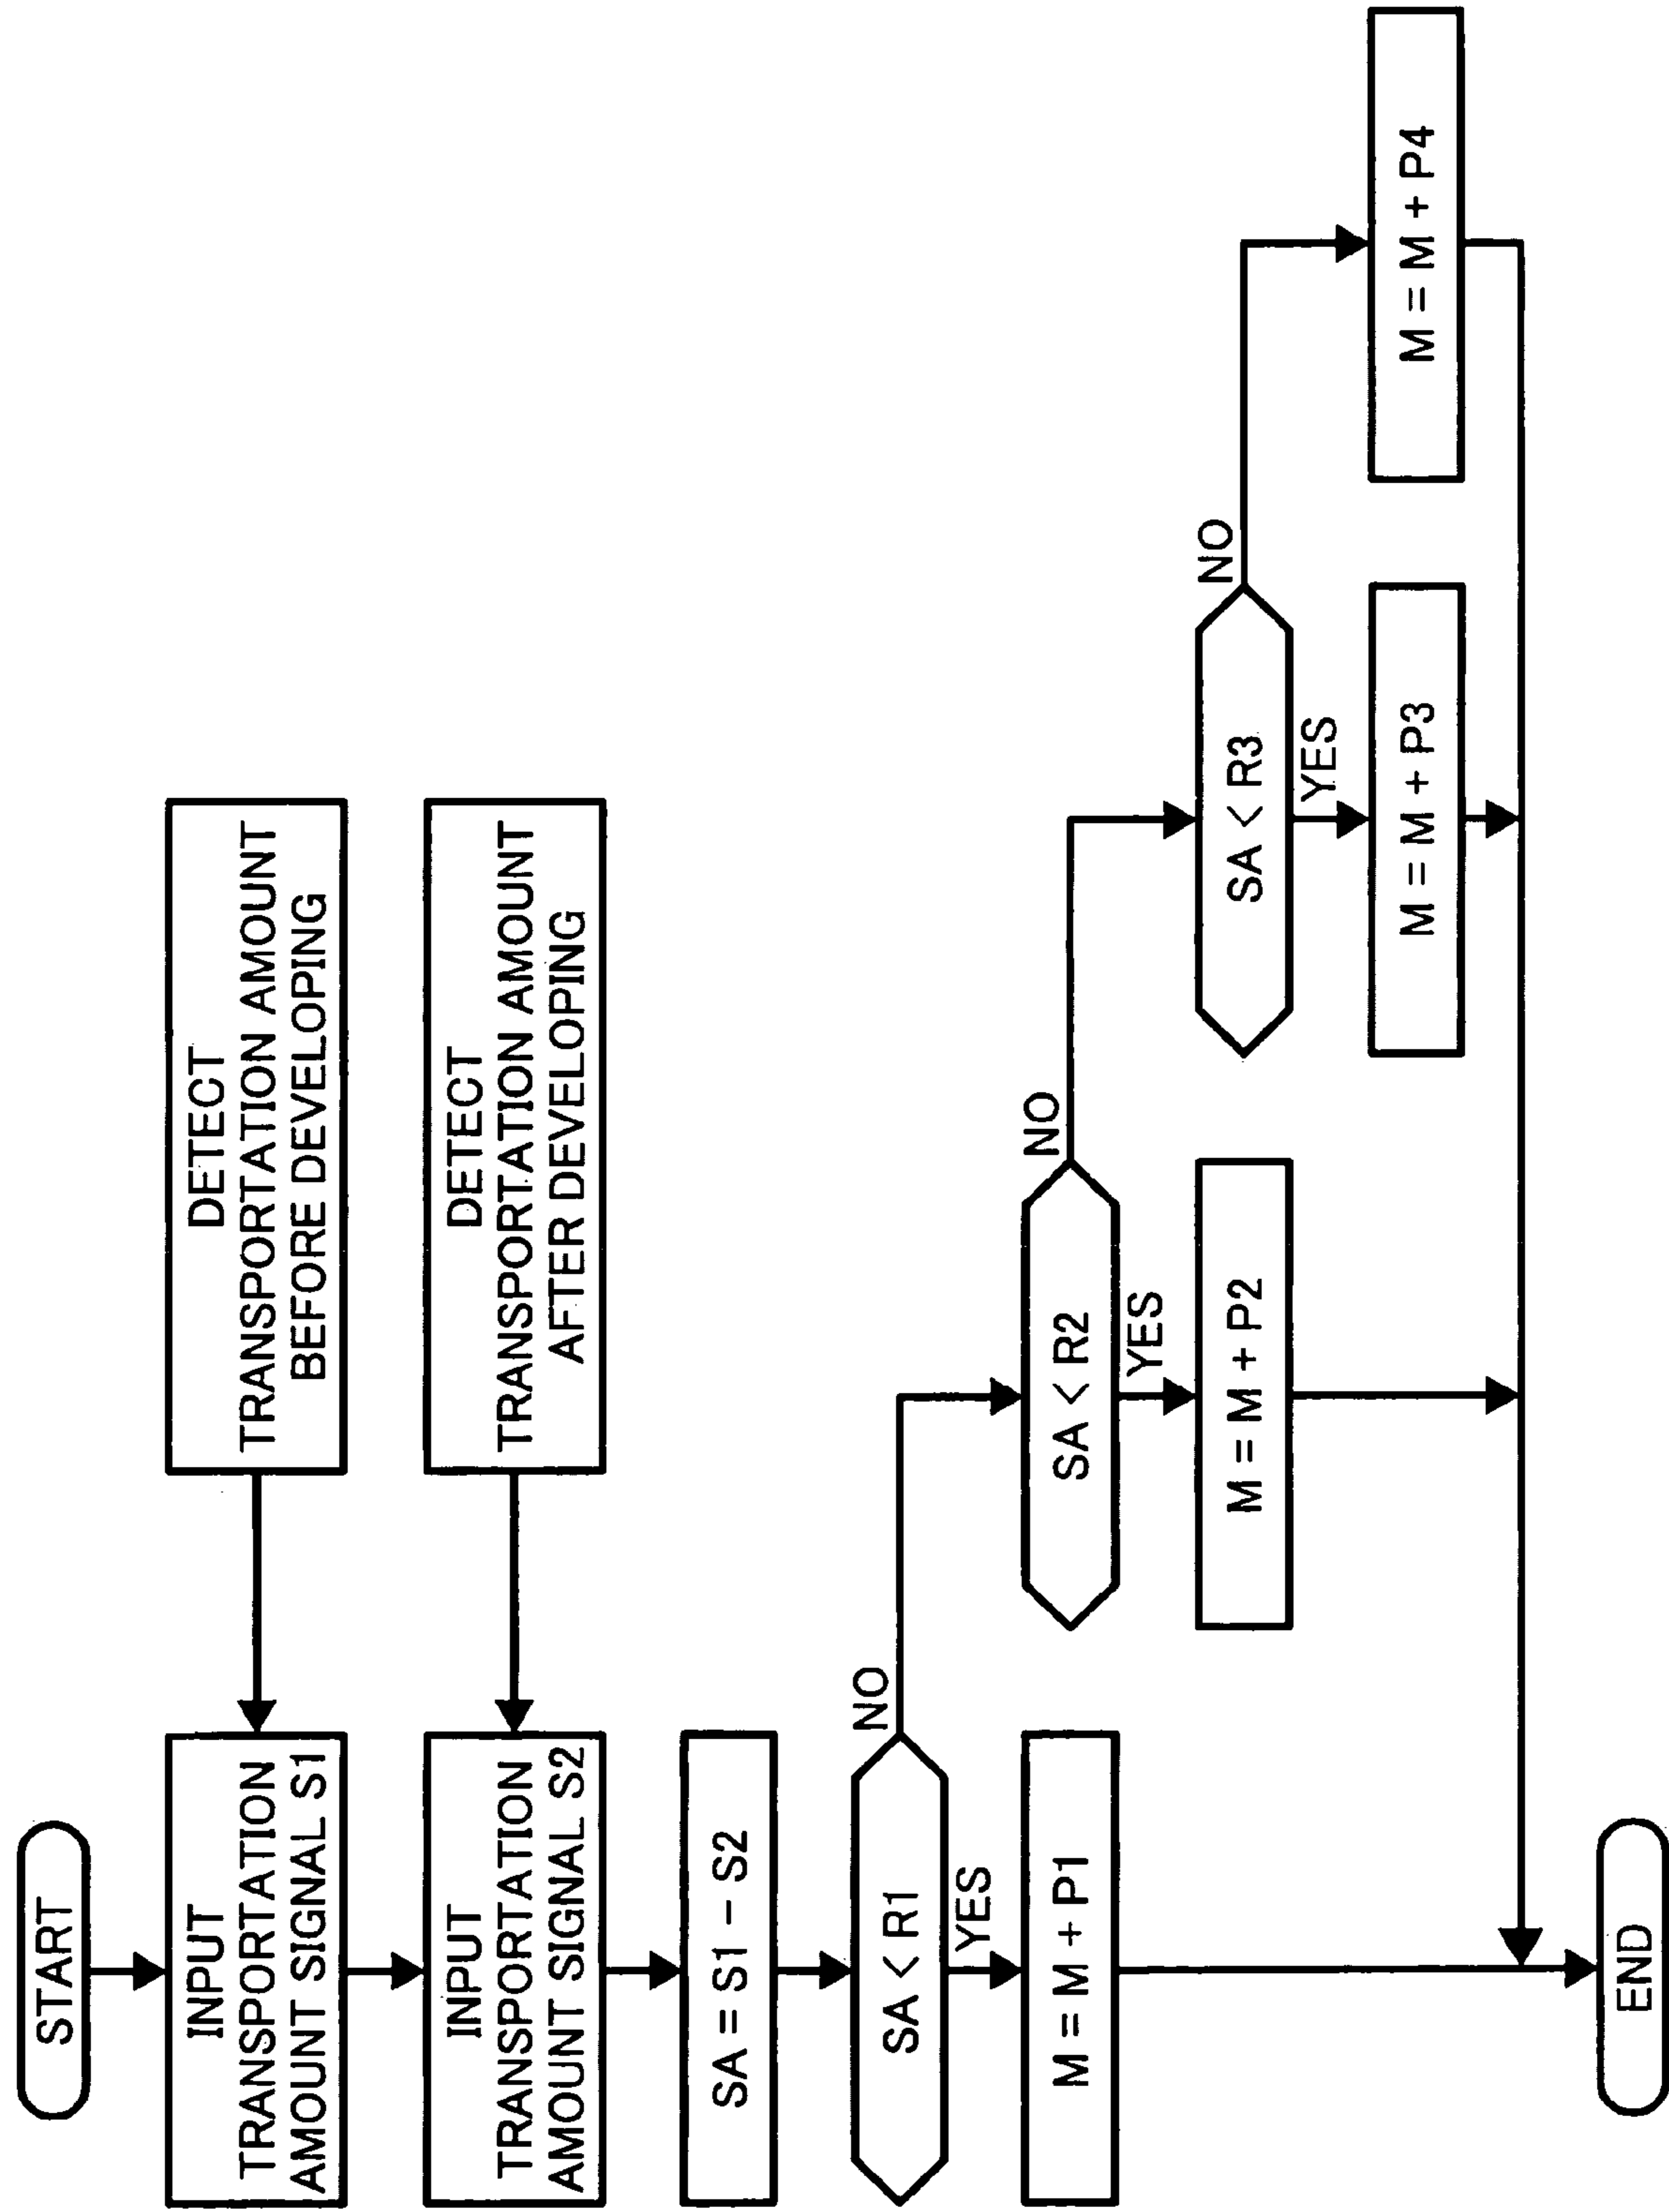 START
INPUT
TRANSPORTATION
AMOUNT SIGNAL S1
DETECT
TRANSPORTATION AMOUNT
BEFORE DEVELOPING
INPUT
TRANSPORTATION
AMOUNT SIGNAL S2
DETECT
TRANSPORTATION AMOUNT
AFTER DEVELOPING
SA = S1 - S2
SA < R1
NO
YES
M = M + P1
SA < R2
NO
YES
M = M + P2
SA < R3
NO
YES
M = M + P3
M = M + P4
END